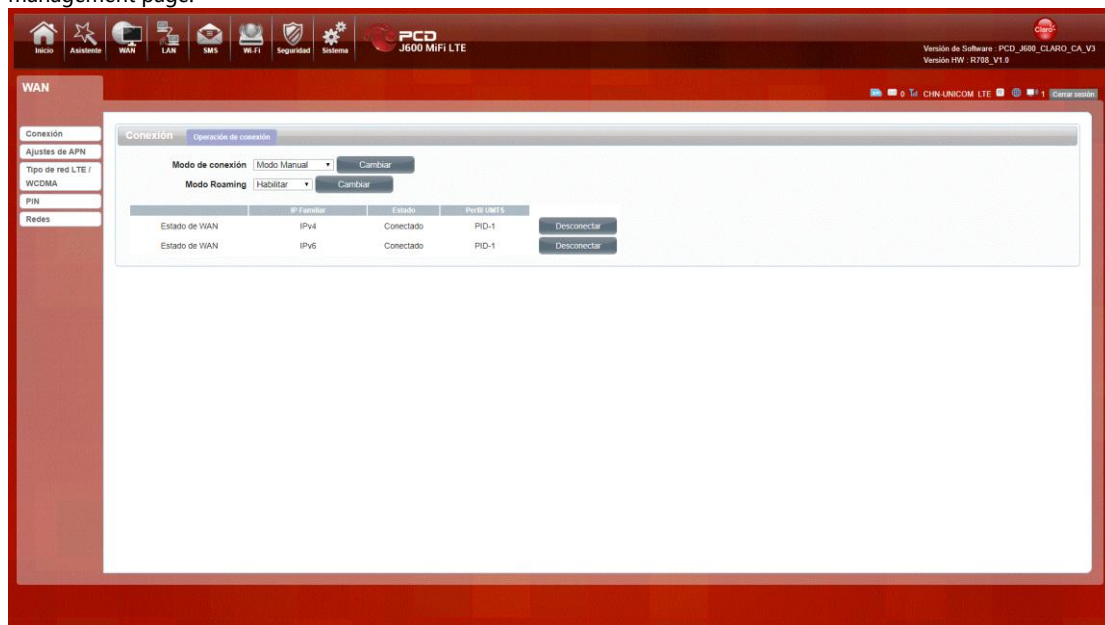 management page.
Inicio Asistente WAN LAN SMS Wi-Fi Seguridad Sistema
PCD
J600 MiFi LTE
Claro
Versión de Software : PCD_J600_CLARO_CA_V3
Versión HW : R708_V1.0
WAN
0 CHN-UNICOM LTE 1 Cerrar sesión
Conexión
Ajustes de APN
Tipo de red LTE /
WCDMA
PIN
Redes
Conexión Operación de conexión
Modo de conexión Modo Manual Cambiar
Modo Roaming Habilitar Cambiar
IP Familiar Estado Perfil UMTS
Estado de WAN IPv4 Conectado PID-1 Desconectar
Estado de WAN IPv6 Conectado PID-1 Desconectar